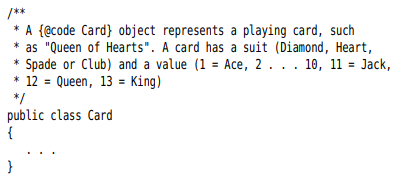 /**
 * A {@code Card} object represents a playing card, such
 * as "Queen of Hearts". A card has a suit (Diamond, Heart,
 * Spade or Club) and a value (1 = Ace, 2 . . . 10, 11 = Jack,
 * 12 = Queen, 13 = King)
 */
public class Card
{
   . . .
}